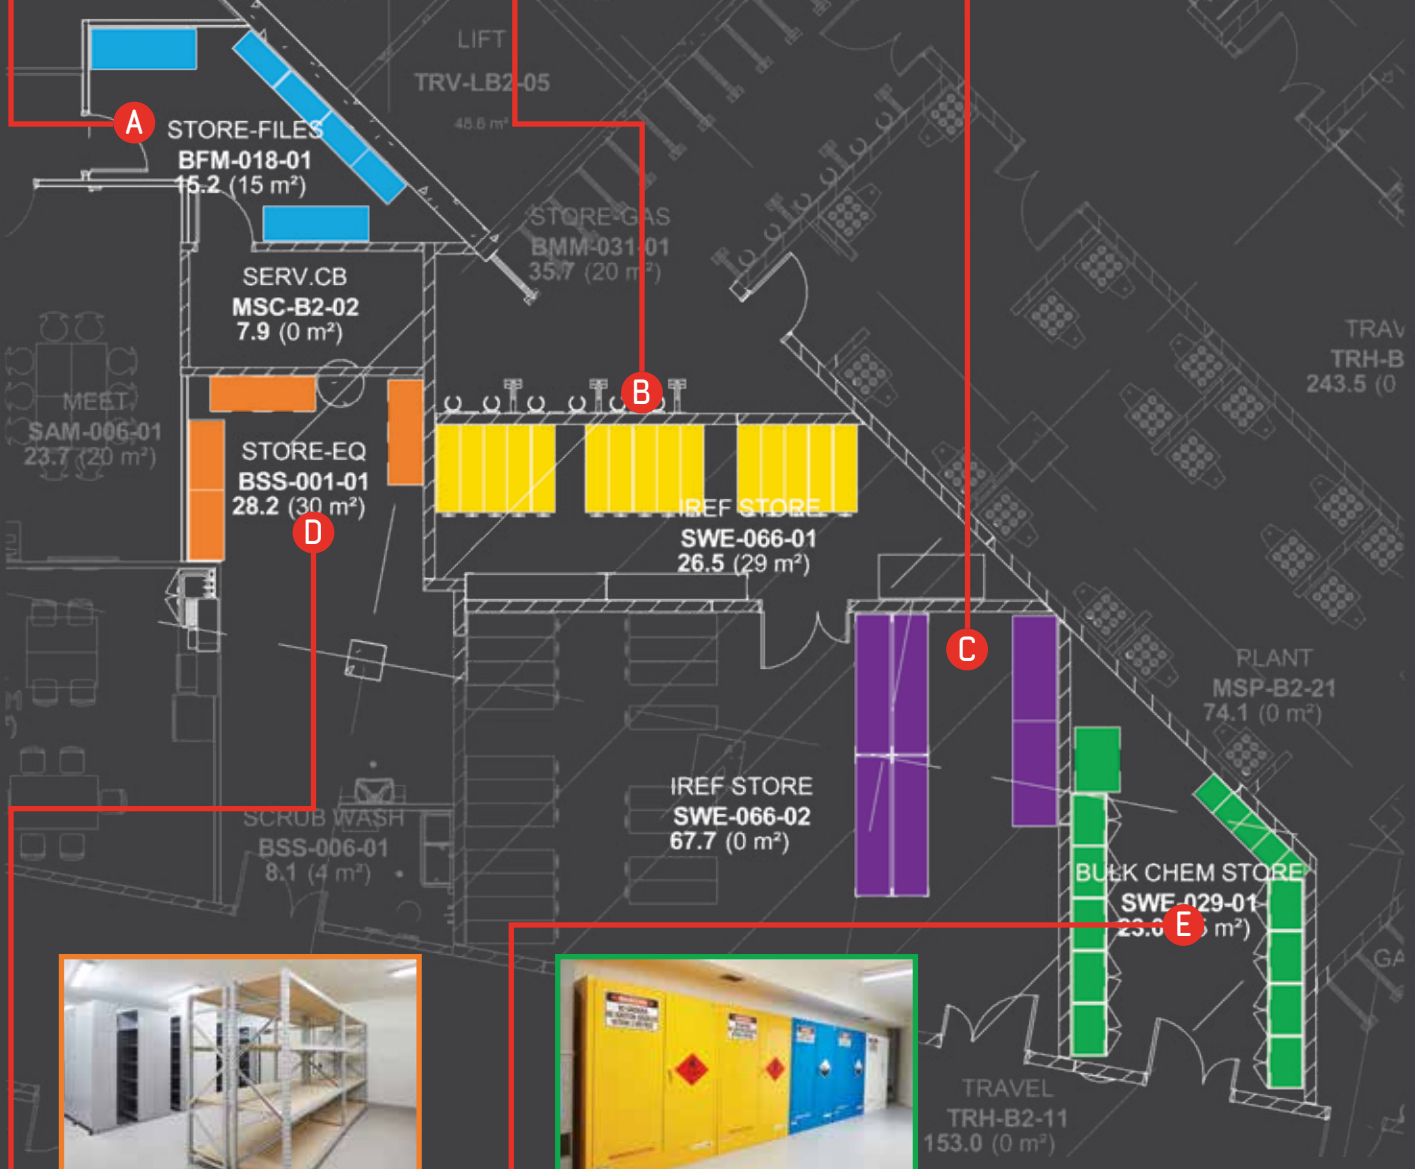 LIFT
TRV-LB2-05
48.6 m²
A
STORE-FILES
BFM-018-01
15.2 (15 m²)
STORE-GAS
BMM-031-01
35.7 (20 m²)
SERV.CB
MSC-B2-02
7.9 (0 m²)
TRAV
TRH-B
243.5 (0
MEET.
SAM-006-01
23.7 (20 m²)
B
STORE-EQ
BSS-001-01
28.2 (30 m²)
D
IREF STORE
SWE-066-01
26.5 (29 m²)
C
PLANT
MSP-B2-21
74.1 (0 m²)
IREF STORE
SWE-066-02
67.7 (0 m²)
SCRUB WASH
BSS-006-01
8.1 (4 m²)
BULK CHEM STORE
SWE-029-01
23.0 m²)
E
GA
TRAVEL
TRH-B2-11
153.0 (0 m²)